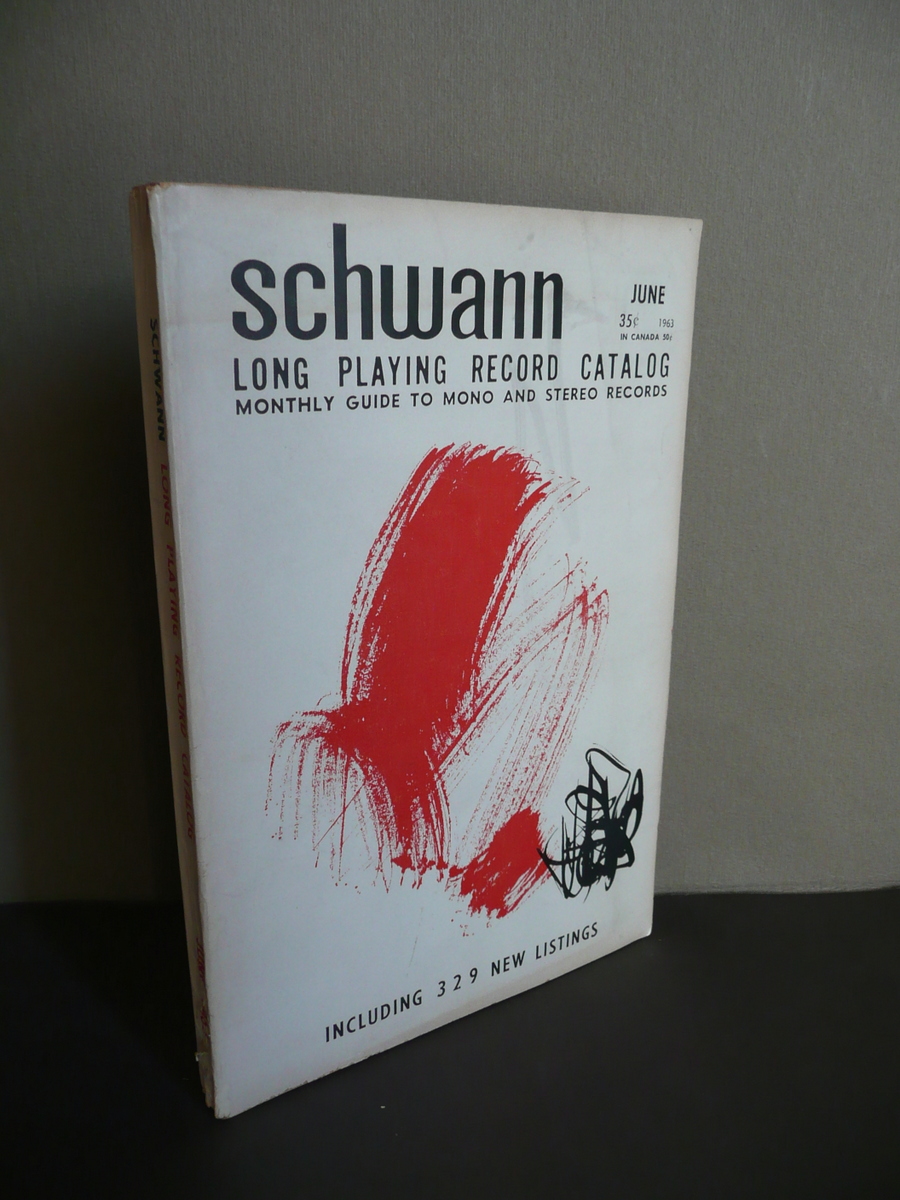 schwann
JUNE
35¢ 1963
IN CANADA 50¢
LONG PLAYING RECORD CATALOG
MONTHLY GUIDE TO MONO AND STEREO RECORDS
INCLUDING 329 NEW LISTINGS
SCHWANN LONG PLAYING RECORD CATALOG